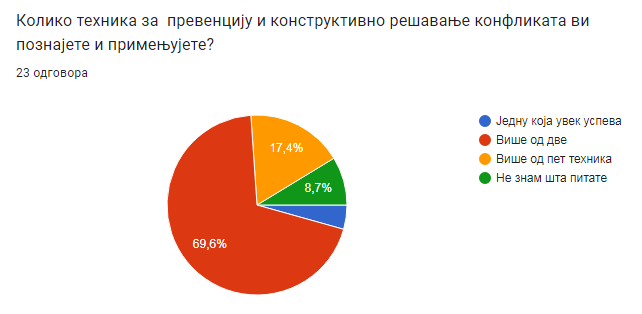 Колико техника за  превенцију и конструктивно решавање конфликата ви
познајете и примењујете?
23 одговора
Једну која увек успева
Више од две
Више од пет техника
Не знам шта питате
17,4%
8,7%
69,6%